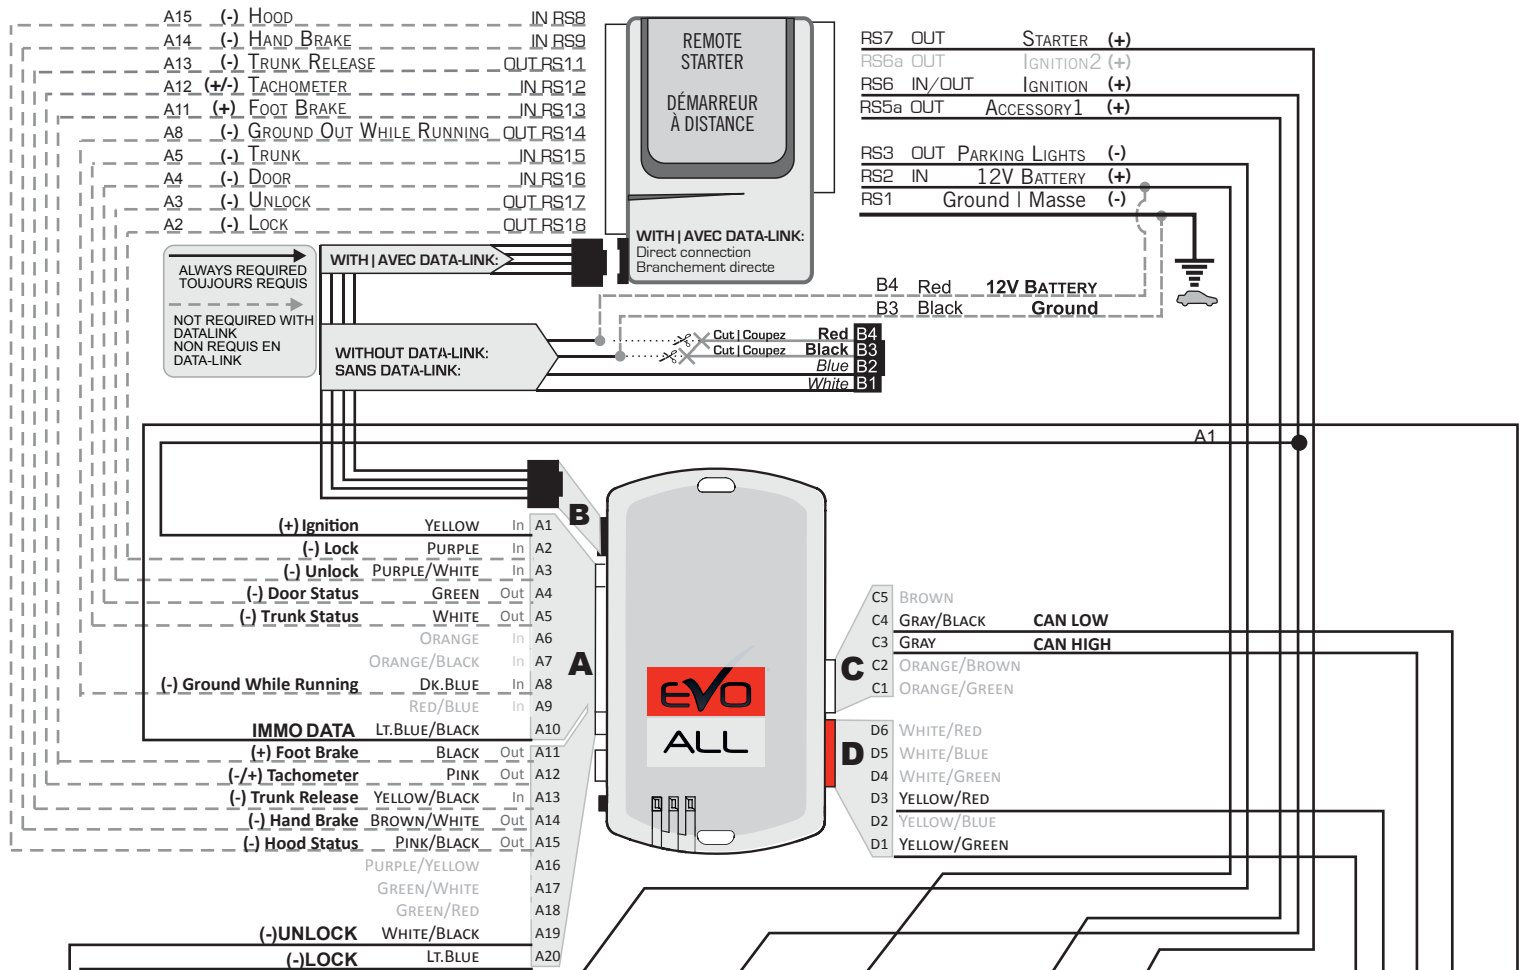 A15 (-) Hood IN RS8
A14 (-) Hand Brake IN RS9
A13 (-) Trunk Release OUT RS11
A12 (+/-) Tachometer IN RS12
A11 (+) Foot Brake IN RS13
A8 (-) Ground Out While Running OUT RS14
A5 (-) Trunk IN RS15
A4 (-) Door IN RS16
A3 (-) Unlock OUT RS17
A2 (-) Lock OUT RS18
REMOTE
STARTER
DÉMARREUR
À DISTANCE
WITH | AVEC DATA-LINK:
Direct connection
Branchement directe
RS7 OUT Starter (+)
RS6a OUT Ignition2 (+)
RS6 IN/OUT Ignition (+)
RS5a OUT Accessory1 (+)
RS3 OUT Parking Lights (-)
RS2 IN 12V Battery (+)
RS1 Ground | Masse (-)
ALWAYS REQUIRED
TOUJOURS REQUIS
NOT REQUIRED WITH
DATALINK
NON REQUIS EN
DATA-LINK
WITH | AVEC DATA-LINK:
B4 Red 12V Battery
B3 Black Ground
WITHOUT DATA-LINK:
SANS DATA-LINK:
Cut | Coupez Red B4
Cut | Coupez Black B3
Blue B2
White B1
A1
B
(+) Ignition Yellow In A1
(-) Lock Purple In A2
(-) Unlock Purple/White In A3
(-) Door Status Green Out A4
(-) Trunk Status White Out A5
Orange In A6
Orange/Black In A7
(-) Ground While Running Dk.Blue In A8
Red/Blue In A9
IMMO DATA Lt.Blue/Black A10
(+) Foot Brake Black Out A11
(-/+) Tachometer Pink Out A12
(-) Trunk Release Yellow/Black In A13
(-) Hand Brake Brown/White Out A14
(-) Hood Status Pink/Black Out A15
Purple/Yellow A16
Green/White A17
Green/Red A18
(-)UNLOCK White/Black A19
(-)LOCK Lt.Blue A20
A
EVO
ALL
C
C5 Brown
C4 Gray/Black CAN LOW
C3 Gray CAN HIGH
C2 Orange/Brown
C1 Orange/Green
D
D6 White/Red
D5 White/Blue
D4 White/Green
D3 Yellow/Red
D2 Yellow/Blue
D1 Yellow/Green